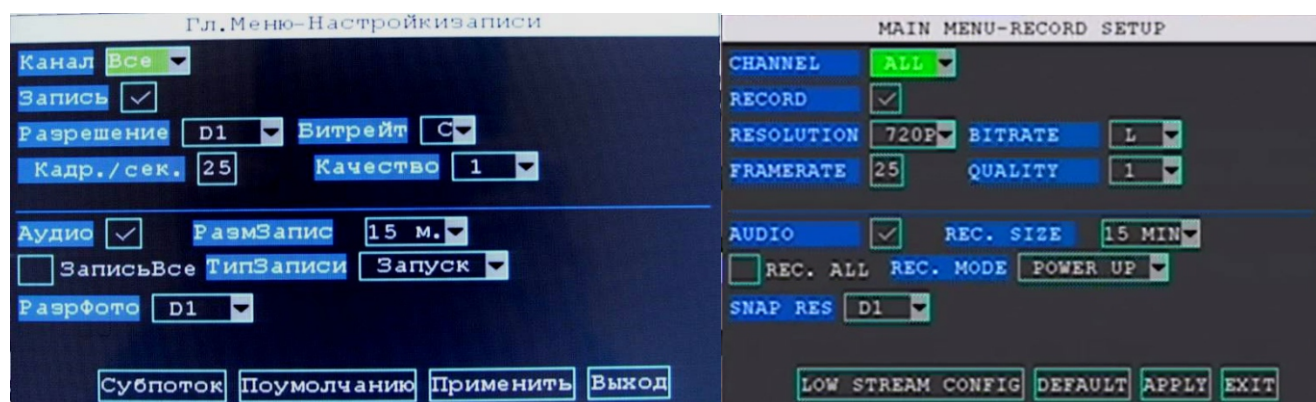 Гл.Меню-Настройкизаписи
Канал Все
Запись
Разрешение D1 Битрейт С
Кадр./сек. 25 Качество 1
Аудио РазмЗапис 15 м.
ЗаписьВсе ТипЗаписи Запуск
РазрФото D1
Субпоток Поумолчанию Применить Выход
MAIN MENU-RECORD SETUP
CHANNEL ALL
RECORD
RESOLUTION 720P BITRATE L
FRAMERATE 25 QUALITY 1
AUDIO REC. SIZE 15 MIN
REC. ALL REC. MODE POWER UP
SNAP RES D1
LOW STREAM CONFIG DEFAULT APPLY EXIT